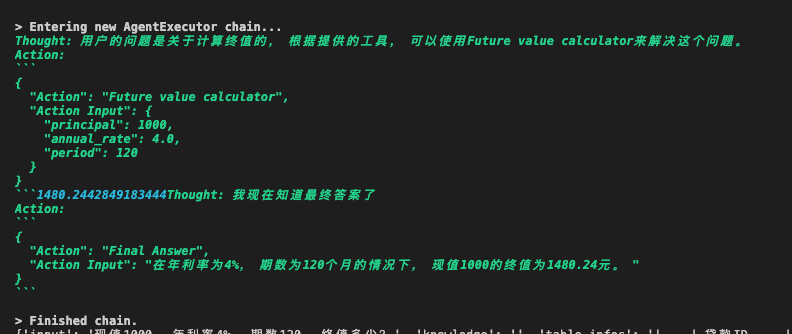 > Entering new AgentExecutor chain...
Thought: 用户的问题是关于计算终值的， 根据提供的工具， 可以使用Future value calculator来解决这个问题。
Action:
```
{
  "Action": "Future value calculator",
  "Action Input": {
    "principal": 1000,
    "annual_rate": 4.0,
    "period": 120
  }
}
```1480.2442849183444Thought: 我现在知道最终答案了
Action:
```
{
  "Action": "Final Answer",
  "Action Input": "在年利率为4%， 期数为120个月的情况下， 现值1000的终值为1480.24元。 "
}
```
> Finished chain.